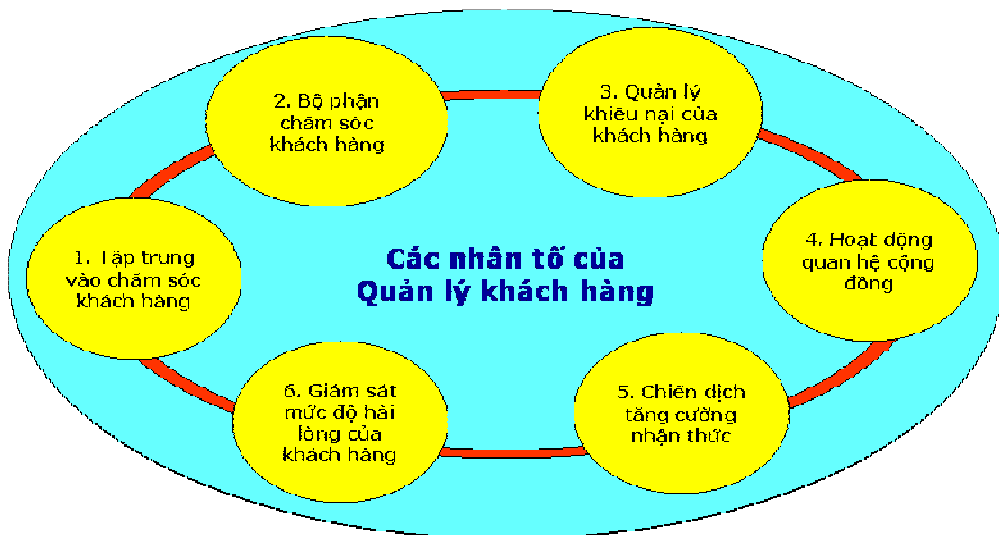 2. Bộ phận
chăm sóc
khách hàng
3. Quản lý
khiếu nại của
khách hàng
1. Tập trung
vào chăm sóc
khách hàng
Các nhân tố của
Quản lý khách hàng
4. Hoạt động
quan hệ cộng
đồng
6. Giám sát
mức độ hài
lòng của
khách hàng
5. Chiến dịch
tăng cường
nhận thức